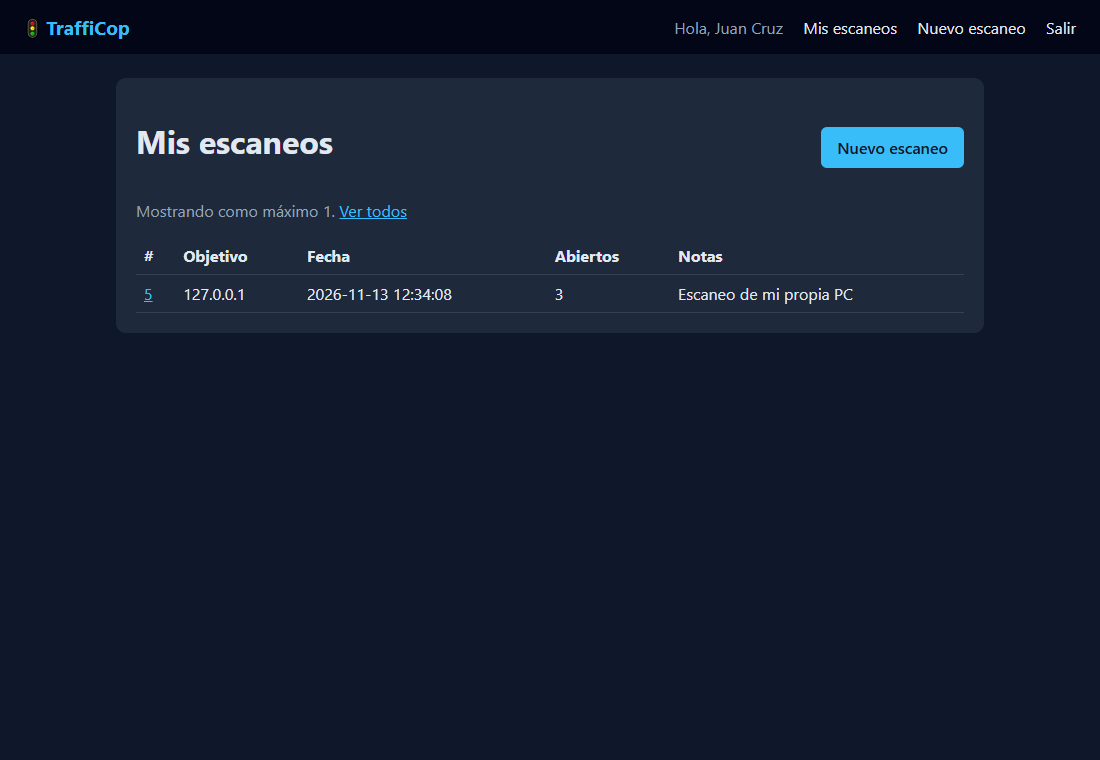 TraffiCop Hola, Juan Cruz Mis escaneos Nuevo escaneo Salir
Mis escaneos Nuevo escaneo
Mostrando como máximo 1. Ver todos
# Objetivo Fecha Abiertos Notas
5 127.0.0.1 2026-11-13 12:34:08 3 Escaneo de mi propia PC